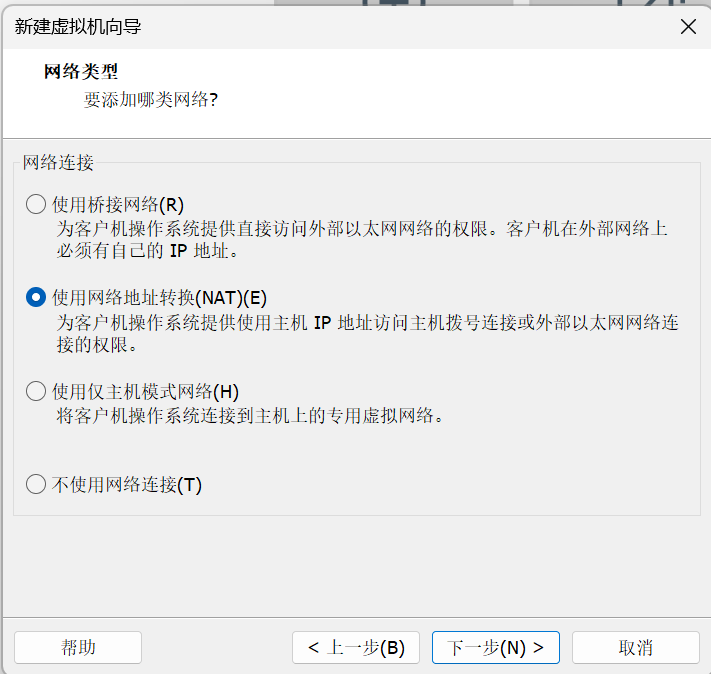 新建虚拟机向导
网络类型
要添加哪类网络?
网络连接
使用桥接网络(R)
为客户机操作系统提供直接访问外部以太网网络的权限。客户机在外部网络上
必须有自己的 IP 地址。
使用网络地址转换(NAT)(E)
为客户机操作系统提供使用主机 IP 地址访问主机拨号连接或外部以太网网络连
接的权限。
使用仅主机模式网络(H)
将客户机操作系统连接到主机上的专用虚拟网络。
不使用网络连接(T)
帮助
< 上一步(B)
下一步(N) >
取消